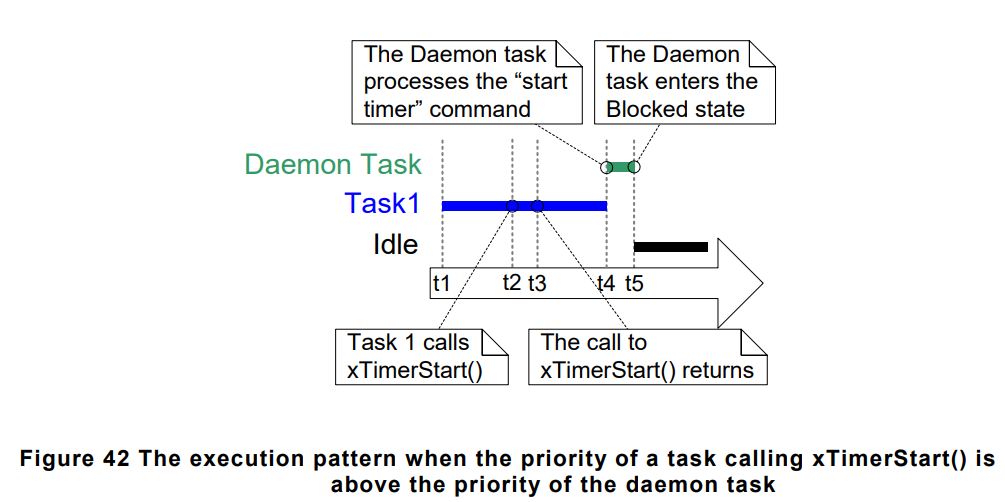 The Daemon task
processes the “start
timer” command
The Daemon
task enters the
Blocked state
Daemon Task
Task1
Idle
t1 t2 t3 t4 t5
Task 1 calls
xTimerStart()
The call to
xTimerStart() returns
Figure 42 The execution pattern when the priority of a task calling xTimerStart() is
above the priority of the daemon task